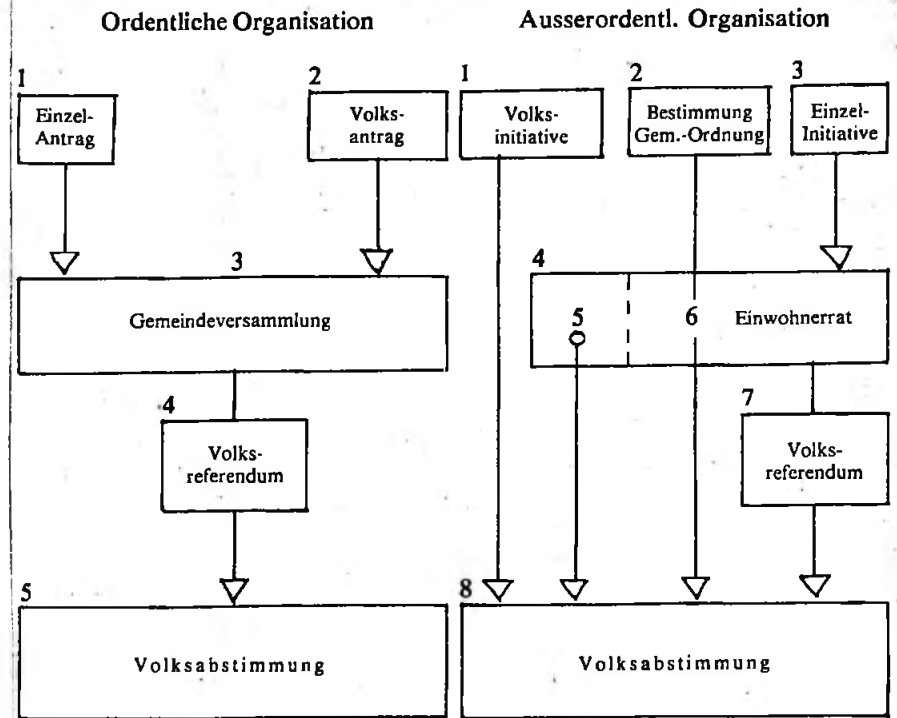 Ordentliche Organisation
1
Einzel-
Antrag
2
Volks-
antrag
3
Gemeindeversammlung
4
Volks-
referendum
5
Volksabstimmung
Ausserordentl. Organisation
1
Volks-
initiative
2
Bestimmung
Gem.-Ordnung
3
Einzel-
Initiative
4
5
6
Einwohnerrat
7
Volks-
referendum
8
Volksabstimmung